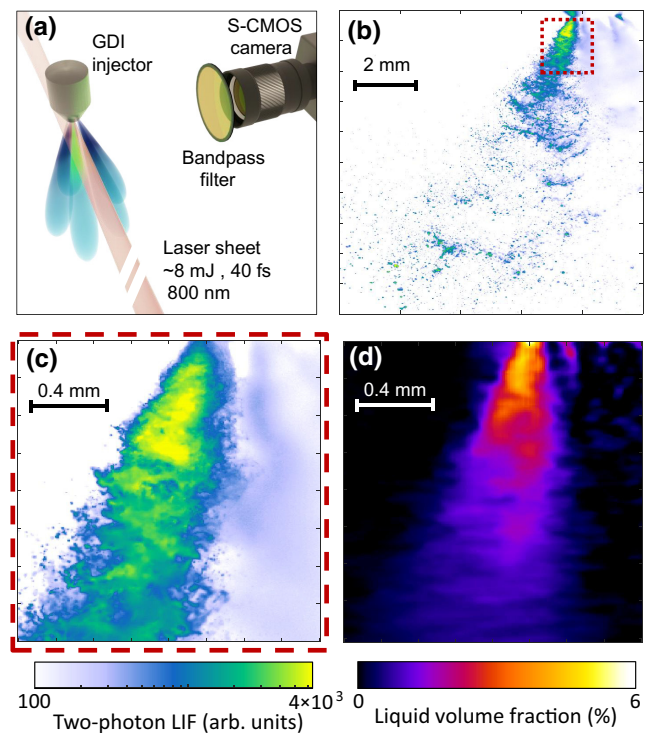 (a)
GDI
injector
S-CMOS
camera
Bandpass
filter
Laser sheet
~8 mJ , 40 fs
800 nm
(b)
2 mm
(c)
0.4 mm
(d)
0.4 mm
100
4×10³
Two-photon LIF (arb. units)
0
6
Liquid volume fraction (%)